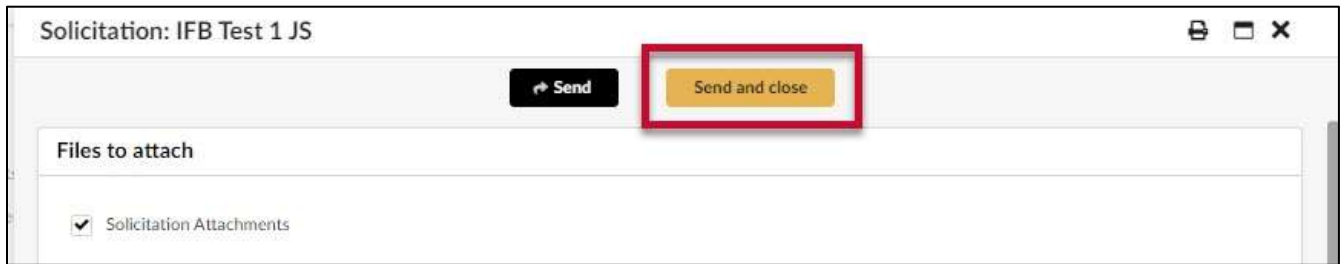 Solicitation: IFB Test 1 JS
Send
Send and close
Files to attach
Solicitation Attachments